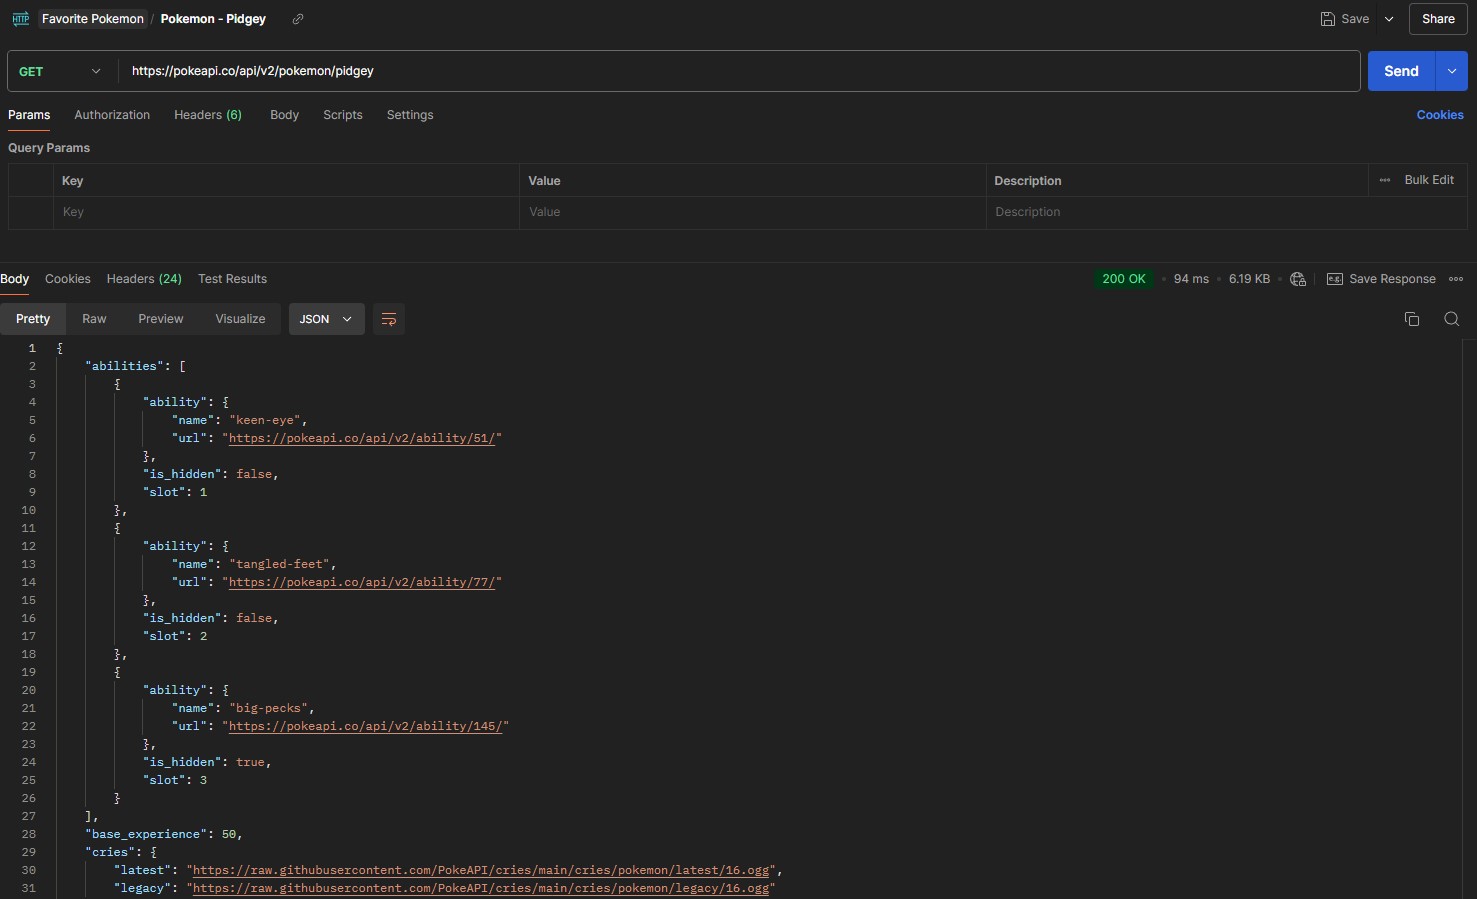 HTTP Favorite Pokemon / Pokemon - Pidgey Save Share
GET https://pokeapi.co/api/v2/pokemon/pidgey Send
Params Authorization Headers (6) Body Scripts Settings Cookies
Query Params
Key Value Description ••• Bulk Edit
Key Value Description
Body Cookies Headers (24) Test Results 200 OK • 94 ms • 6.19 KB • e.g. Save Response •••
Pretty Raw Preview Visualize JSON
1 {
2 "abilities": [
3 {
4 "ability": {
5 "name": "keen-eye",
6 "url": "https://pokeapi.co/api/v2/ability/51/"
7 },
8 "is_hidden": false,
9 "slot": 1
10 },
11 {
12 "ability": {
13 "name": "tangled-feet",
14 "url": "https://pokeapi.co/api/v2/ability/77/"
15 },
16 "is_hidden": false,
17 "slot": 2
18 },
19 {
20 "ability": {
21 "name": "big-pecks",
22 "url": "https://pokeapi.co/api/v2/ability/145/"
23 },
24 "is_hidden": true,
25 "slot": 3
26 }
27 ],
28 "base_experience": 50,
29 "cries": {
30 "latest": "https://raw.githubusercontent.com/PokeAPI/cries/main/cries/pokemon/latest/16.ogg",
31 "legacy": "https://raw.githubusercontent.com/PokeAPI/cries/main/cries/pokemon/legacy/16.ogg"